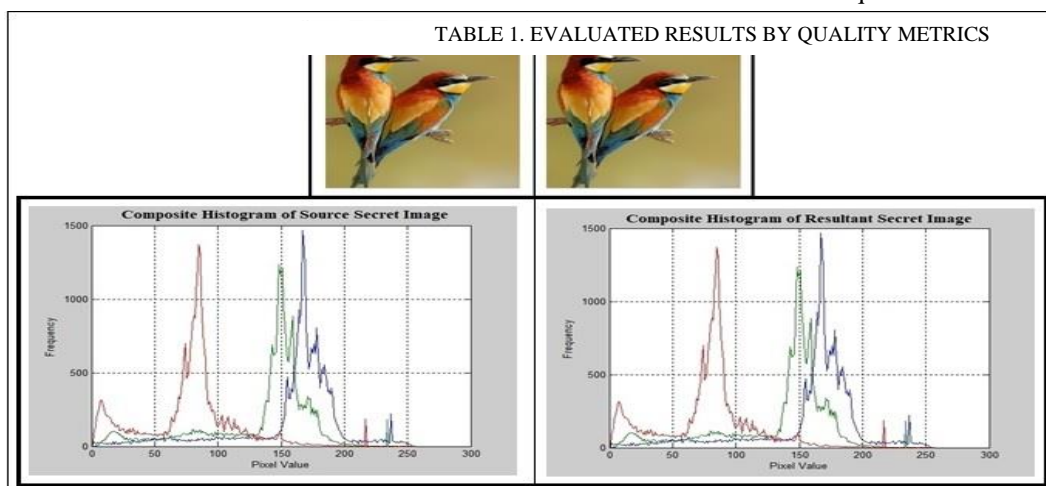 TABLE 1. EVALUATED RESULTS BY QUALITY METRICS
Composite Histogram of Source Secret Image
1500
1000
500
0
Frequency
0 50 100 150 200 250 300
Pixel Value
Composite Histogram of Resultant Secret Image
1500
1000
500
0
Frequency
0 50 100 150 200 250 300
Pixel Value